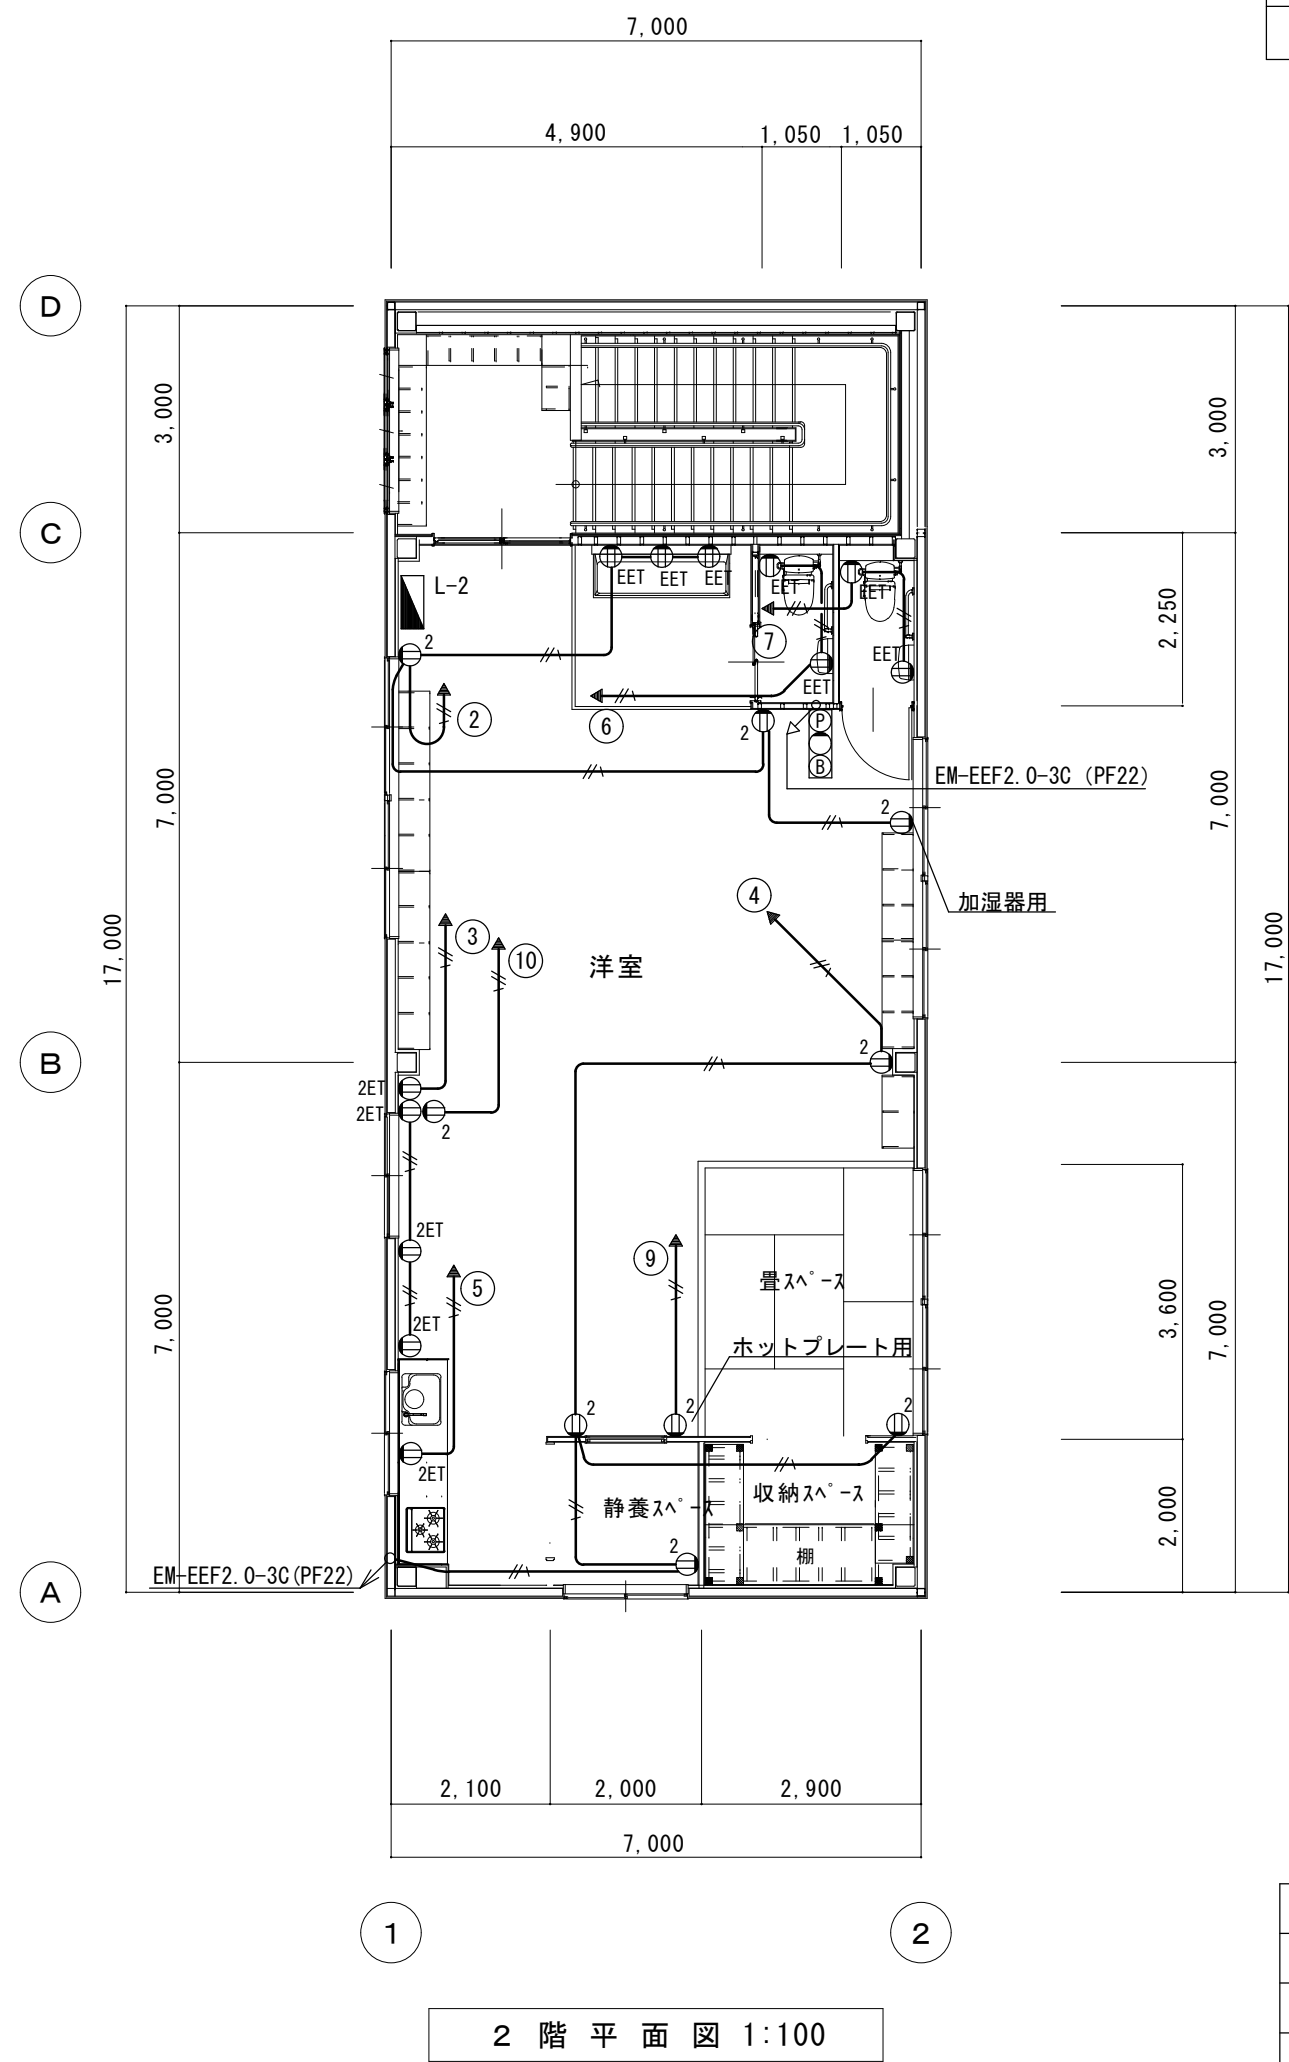 7,000
4,900
1,050
1,050
D
3,000
3,000
C
L-2
EET
EET
EET
EET
EET
2
7
2,250
EET
EET
2
6
2
P
B
EM-EEF2.0-3C (PF22)
7,000
7,000
2
4
加湿器用
17,000
3
10
洋室
17,000
B
2
2ET
2ET
2
2ET
9
5
畳スペース
3,600
7,000
7,000
2ET
ホットプレート用
2
2
2
2ET
収納スペース
静養スペース
2,000
2
棚
EM-EEF2.0-3C(PF22)
A
2,100
2,000
2,900
7,000
1
2
2 階 平 面 図 1:100